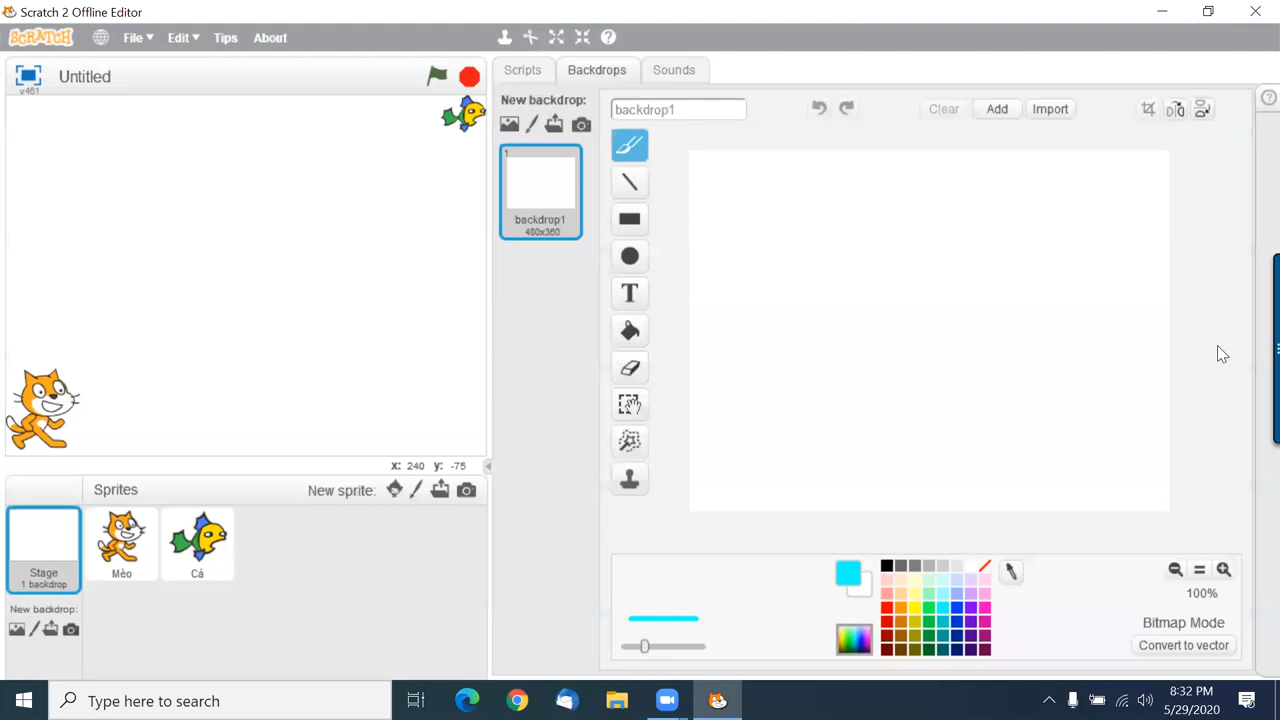 Scratch 2 Offline Editor
SCRATCH File Edit Tips About
v461 Untitled
Scripts Backdrops Sounds
New backdrop:
backdrop1
Clear Add Import
1
backdrop1
480x360
T
x: 240 y: -75
Sprites New sprite:
Stage
1 backdrop
Mèo
Cá
New backdrop:
100%
Bitmap Mode
Convert to vector
Type here to search
8:32 PM
5/29/2020